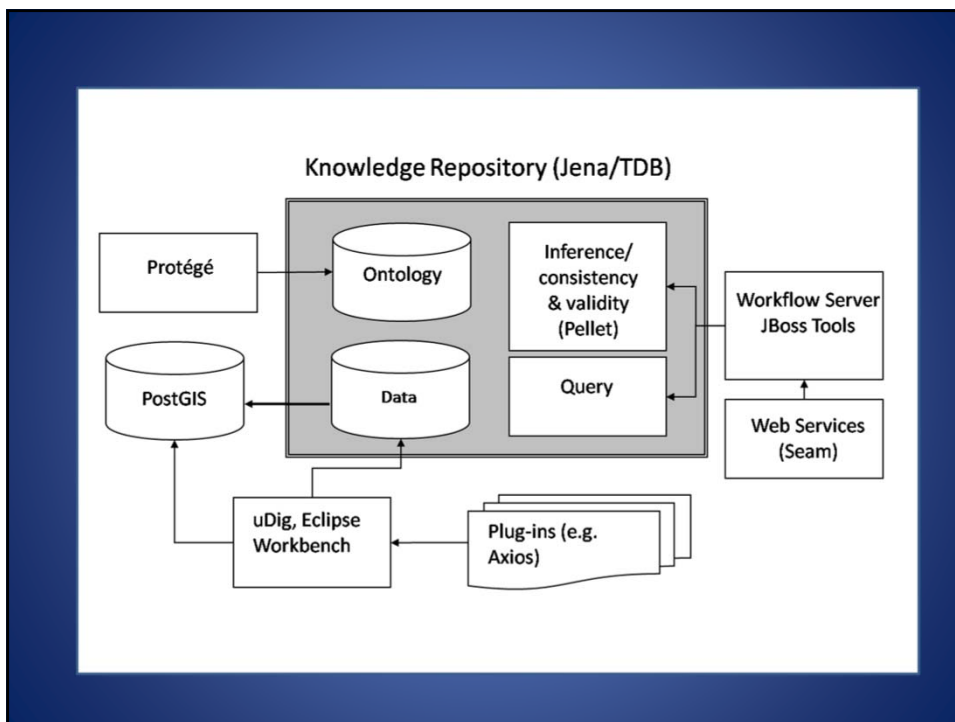 Knowledge Repository (Jena/TDB)
Protégé
Ontology
Inference/
consistency
& validity
(Pellet)
Workflow Server
JBoss Tools
PostGIS
Data
Query
Web Services
(Seam)
uDig, Eclipse
Workbench
Plug-ins (e.g.
Axios)